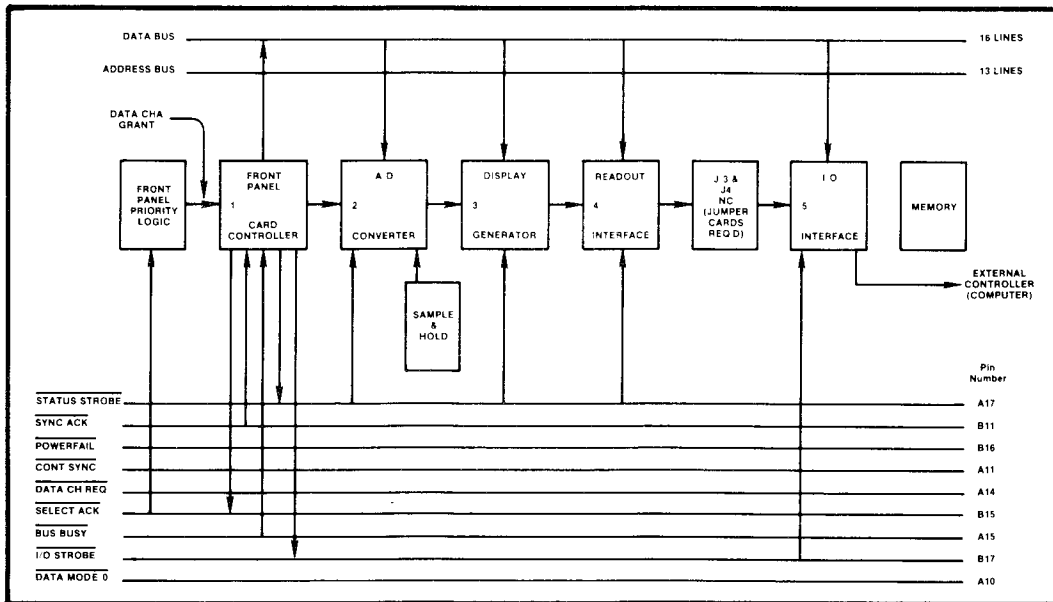 DATA BUS
16 LINES
ADDRESS BUS
13 LINES
DATA CHA
GRANT
FRONT
PANEL
PRIORITY
LOGIC
FRONT
PANEL
1
CARD
CONTROLLER
A D
2
CONVERTER
DISPLAY
3
GENERATOR
READOUT
4
INTERFACE
J 3 &
J4
NC
(JUMPER
CARDS
REQ D)
I O
5
INTERFACE
MEMORY
SAMPLE
&
HOLD
EXTERNAL
CONTROLLER
(COMPUTER)
Pin
Number
STATUS STROBE
A17
SYNC ACK
B11
POWERFAIL
B16
CONT SYNC
A11
DATA CH REQ
A14
SELECT ACK
B15
BUS BUSY
A15
I/O STROBE
B17
DATA MODE 0
A10